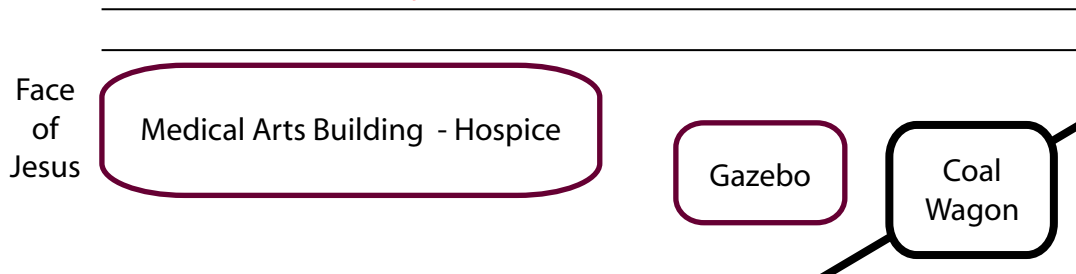 Face
of
Jesus
Medical Arts Building - Hospice
Gazebo
Coal
Wagon